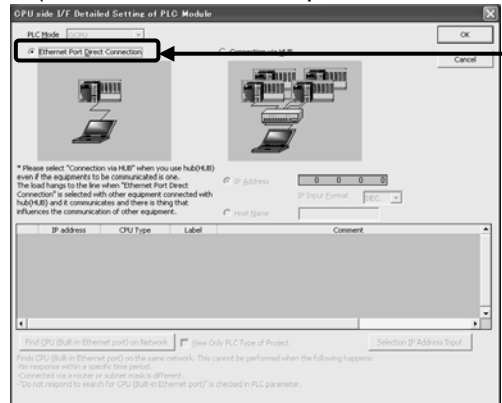 CPU side I/F Detailed Setting of PLC Module
PLC Mode QCPU
OK
Ethernet Port Direct Connection
Connection via HUB
Cancel
* Please select "Connection via HUB" when you use hub(HUB)
even if the equipments to be communicated is one.
The load hangs to the line when "Ethernet Port Direct
Connection" is selected with other equipment connected with
hub(HUB) and it communicates and there is thing that
influences the communication of other equipment.
IP Address 0 0 0 0
IP Input Format DEC.
Host Name
IP address CPU Type Label Comment
Find CPU (Built-in Ethernet port) on Network
View Only PLC Type of Project
Selection IP Address Input
Finds CPU (Built-in Ethernet port) on the same network. This cannot be performed when the following happens:
-No response within a specific time period.
-Connected via a router or subnet mask is different.
-"Do not respond to search for CPU (Built-in Ethernet port)" is checked in PLC parameter.